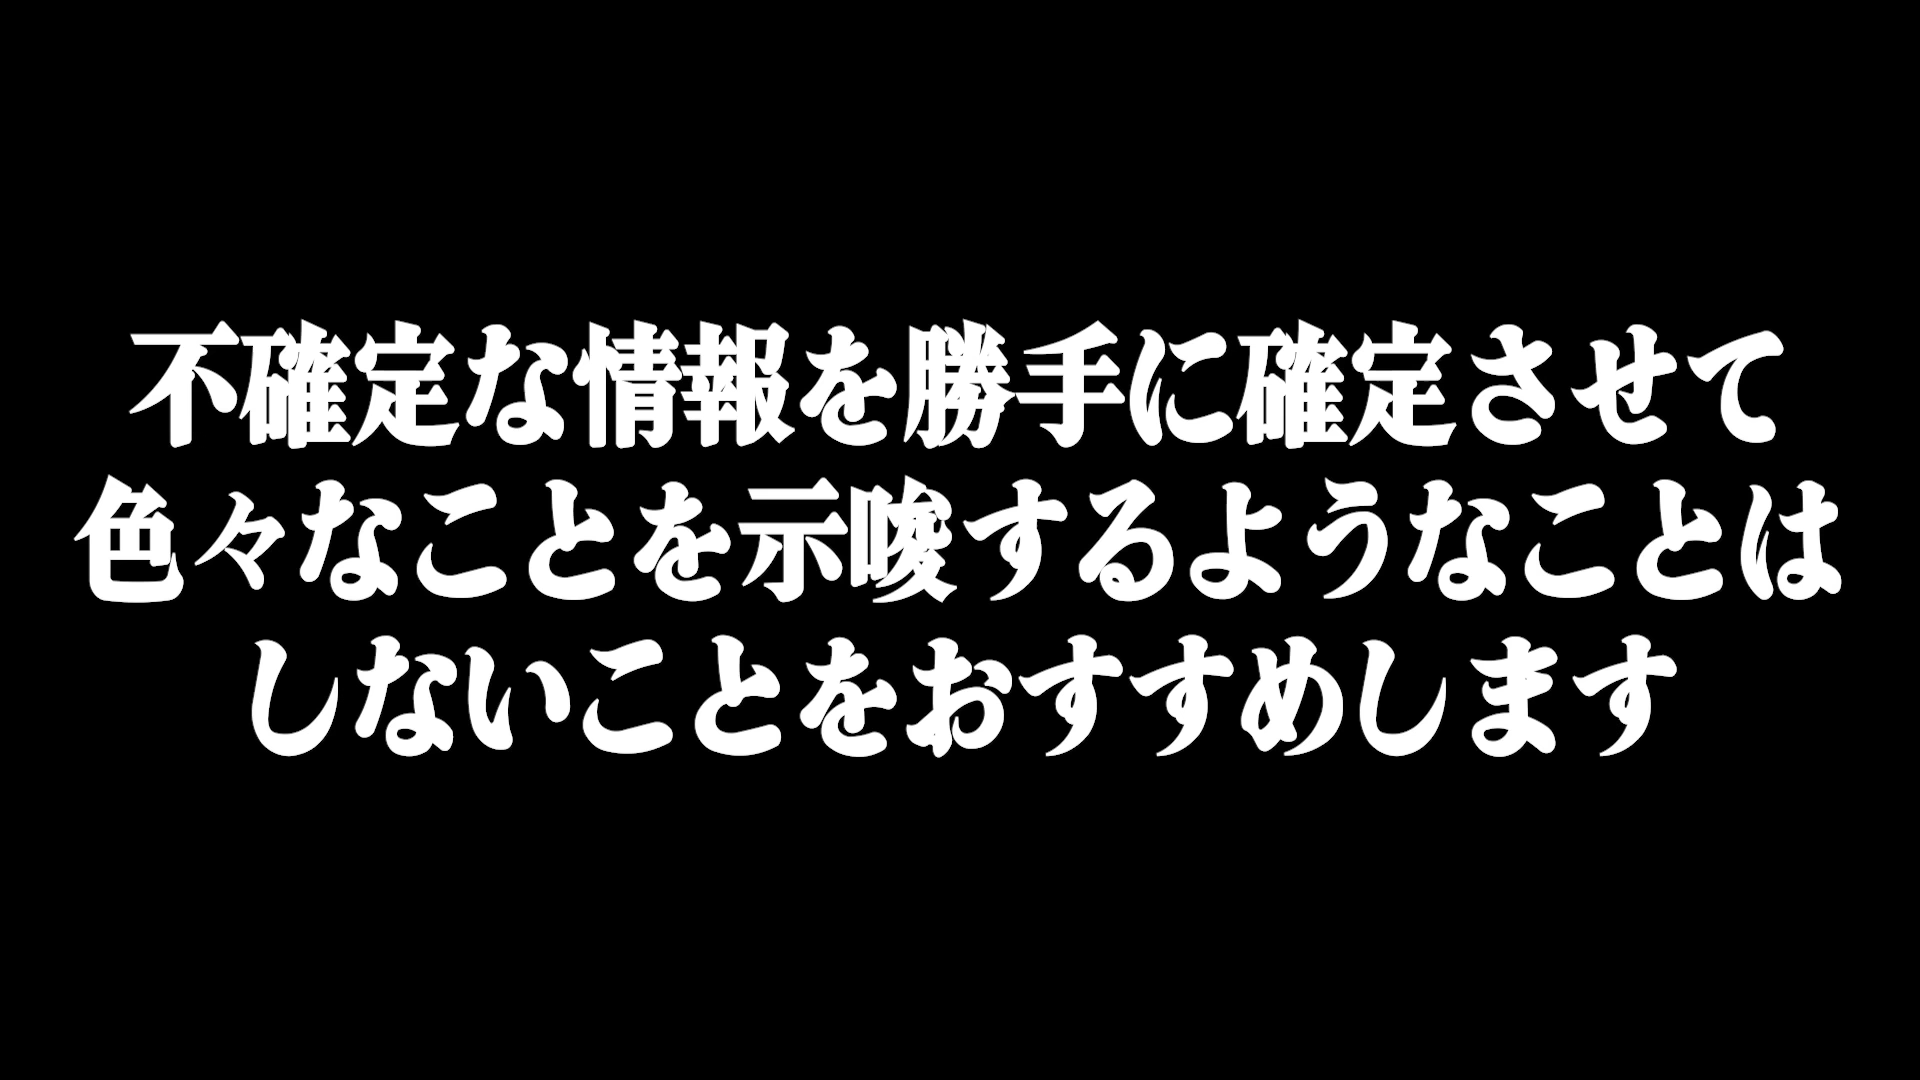 不確定な情報を勝手に確定させて
色々なことを示唆するようなことは
しないことをおすすめします